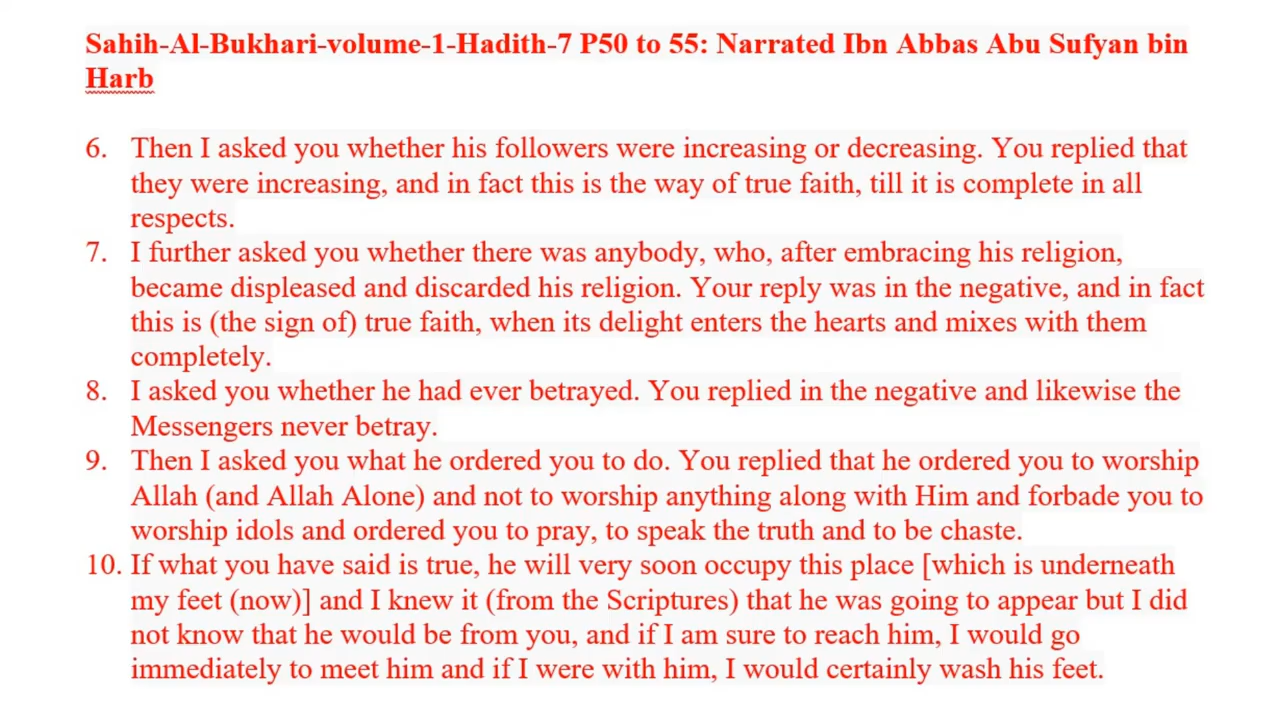 Sahih-Al-Bukhari-volume-1-Hadith-7 P50 to 55: Narrated Ibn Abbas Abu Sufyan bin
Harb
6. Then I asked you whether his followers were increasing or decreasing. You replied that
they were increasing, and in fact this is the way of true faith, till it is complete in all
respects.
7. I further asked you whether there was anybody, who, after embracing his religion,
became displeased and discarded his religion. Your reply was in the negative, and in fact
this is (the sign of) true faith, when its delight enters the hearts and mixes with them
completely.
8. I asked you whether he had ever betrayed. You replied in the negative and likewise the
Messengers never betray.
9. Then I asked you what he ordered you to do. You replied that he ordered you to worship
Allah (and Allah Alone) and not to worship anything along with Him and forbade you to
worship idols and ordered you to pray, to speak the truth and to be chaste.
10. If what you have said is true, he will very soon occupy this place [which is underneath
my feet (now)] and I knew it (from the Scriptures) that he was going to appear but I did
not know that he would be from you, and if I am sure to reach him, I would go
immediately to meet him and if I were with him, I would certainly wash his feet.